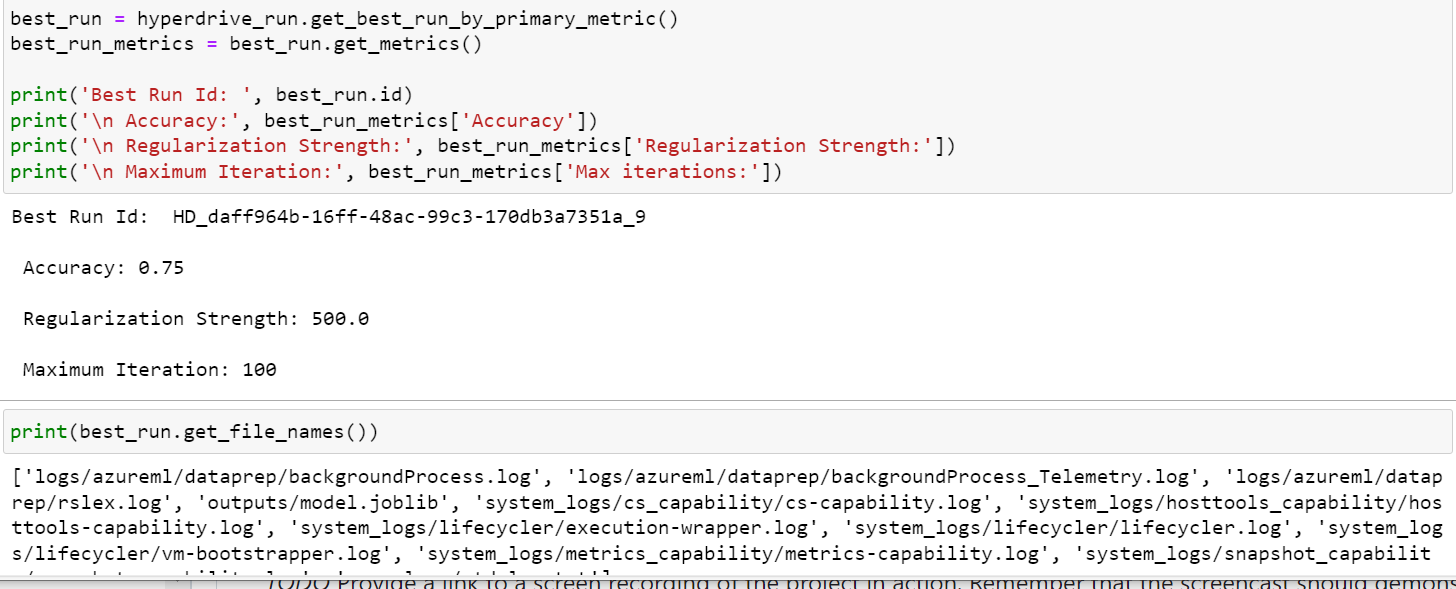 best_run = hyperdrive_run.get_best_run_by_primary_metric()
best_run_metrics = best_run.get_metrics()
print('Best Run Id: ', best_run.id)
print('\n Accuracy:', best_run_metrics['Accuracy'])
print('\n Regularization Strength:', best_run_metrics['Regularization Strength:'])
print('\n Maximum Iteration:', best_run_metrics['Max iterations:'])
Best Run Id:  HD_daff964b-16ff-48ac-99c3-170db3a7351a_9
Accuracy: 0.75
Regularization Strength: 500.0
Maximum Iteration: 100
print(best_run.get_file_names())
['logs/azureml/dataprep/backgroundProcess.log', 'logs/azureml/dataprep/backgroundProcess_Telemetry.log', 'logs/azureml/datap
rep/rslex.log', 'outputs/model.joblib', 'system_logs/cs_capability/cs-capability.log', 'system_logs/hosttools_capability/hos
ttools-capability.log', 'system_logs/lifecycler/execution-wrapper.log', 'system_logs/lifecycler/lifecycler.log', 'system_log
s/lifecycler/vm-bootstrapper.log', 'system_logs/metrics_capability/metrics-capability.log', 'system_logs/snapshot_capabilit
TODO Provide a link to a screen recording of the project in action. Remember that the screencast should demons